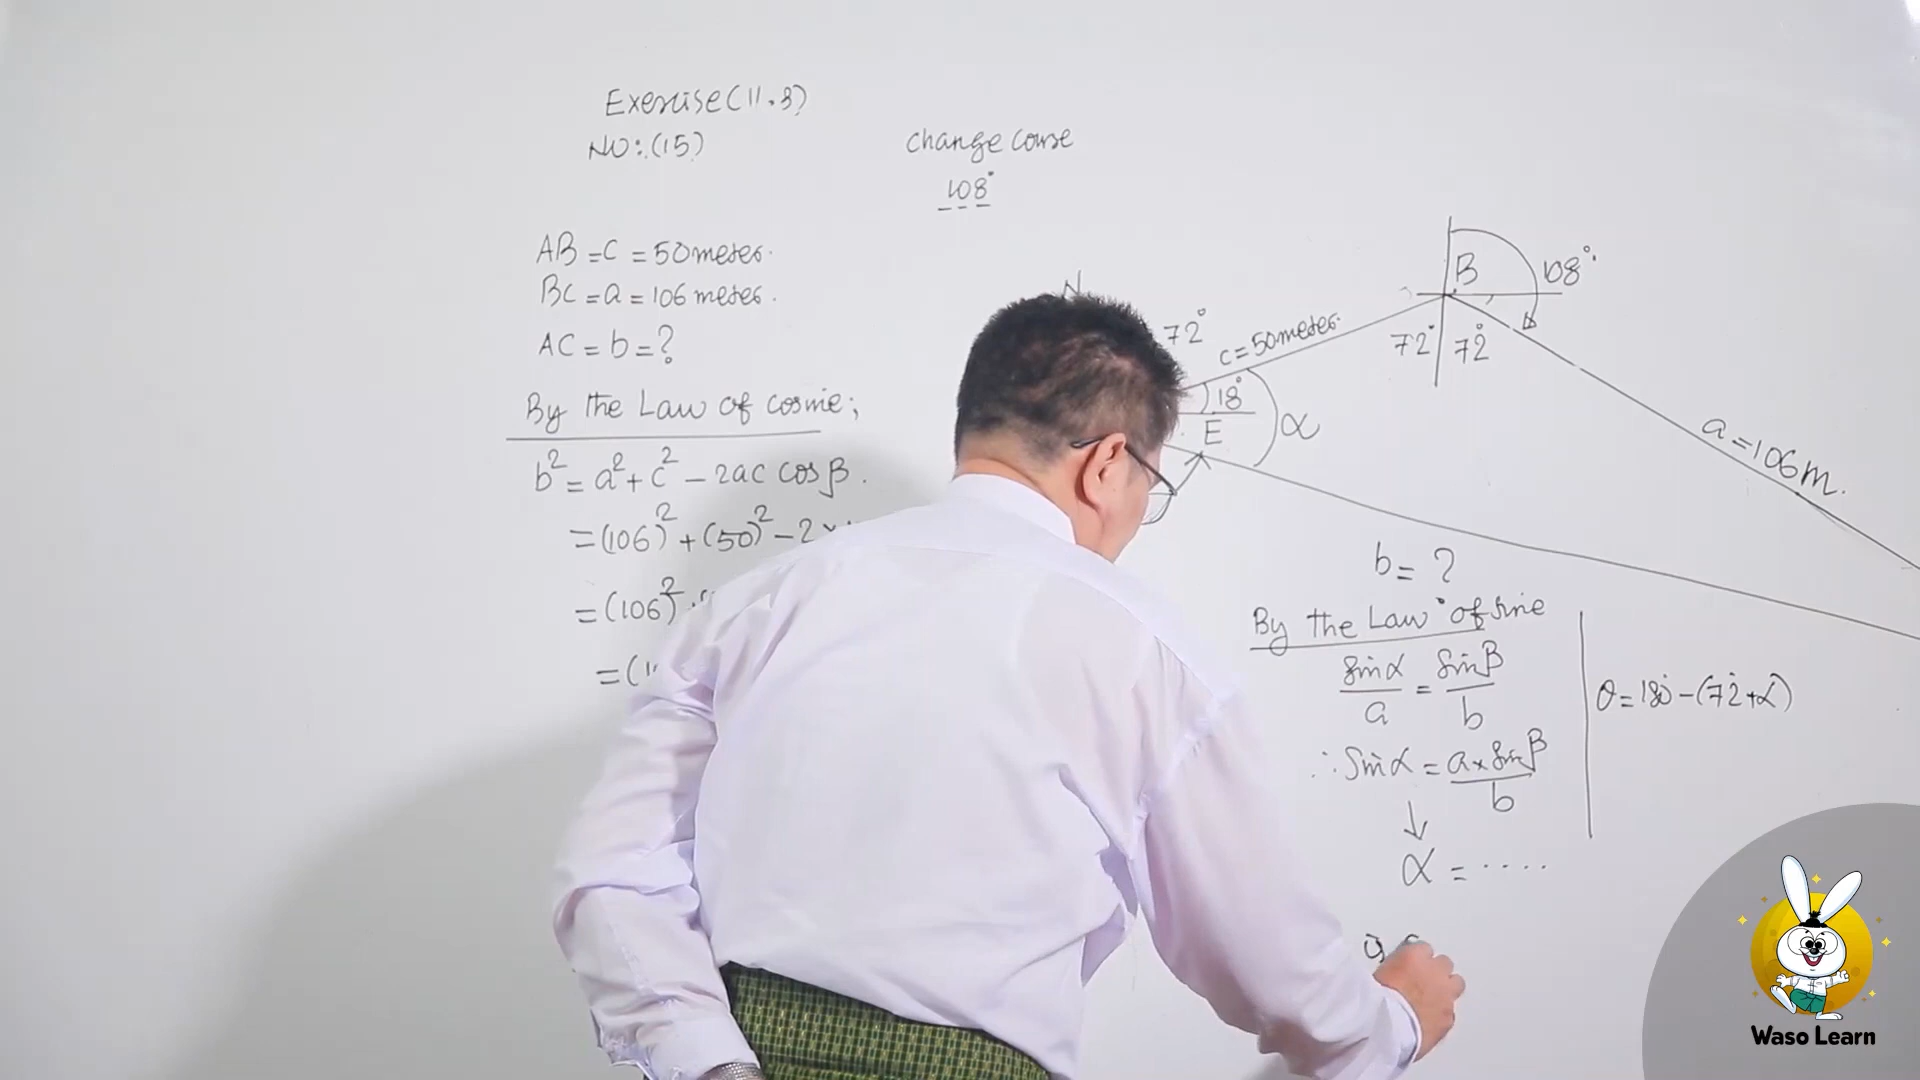 Exercise (11.3)
NO:(15)
Change course
108°
AB = c = 50 meters.
BC = a = 106 meters.
AC = b = ?
By the Law of cosine;
b² = a² + c² - 2ac cos β.
= (106)² + (50)² - 2 ×
= (106)²
= (1
N
72°
c = 50 meters.
18°
E
α
B
108°.
72° 72°
a = 106 m.
b = ?
By the Law of sine
sin α / a = sin β / b
∴ sin α = a × sin β / b
↓
α = ....
θ = 180° - (72° + α)
Waso Learn